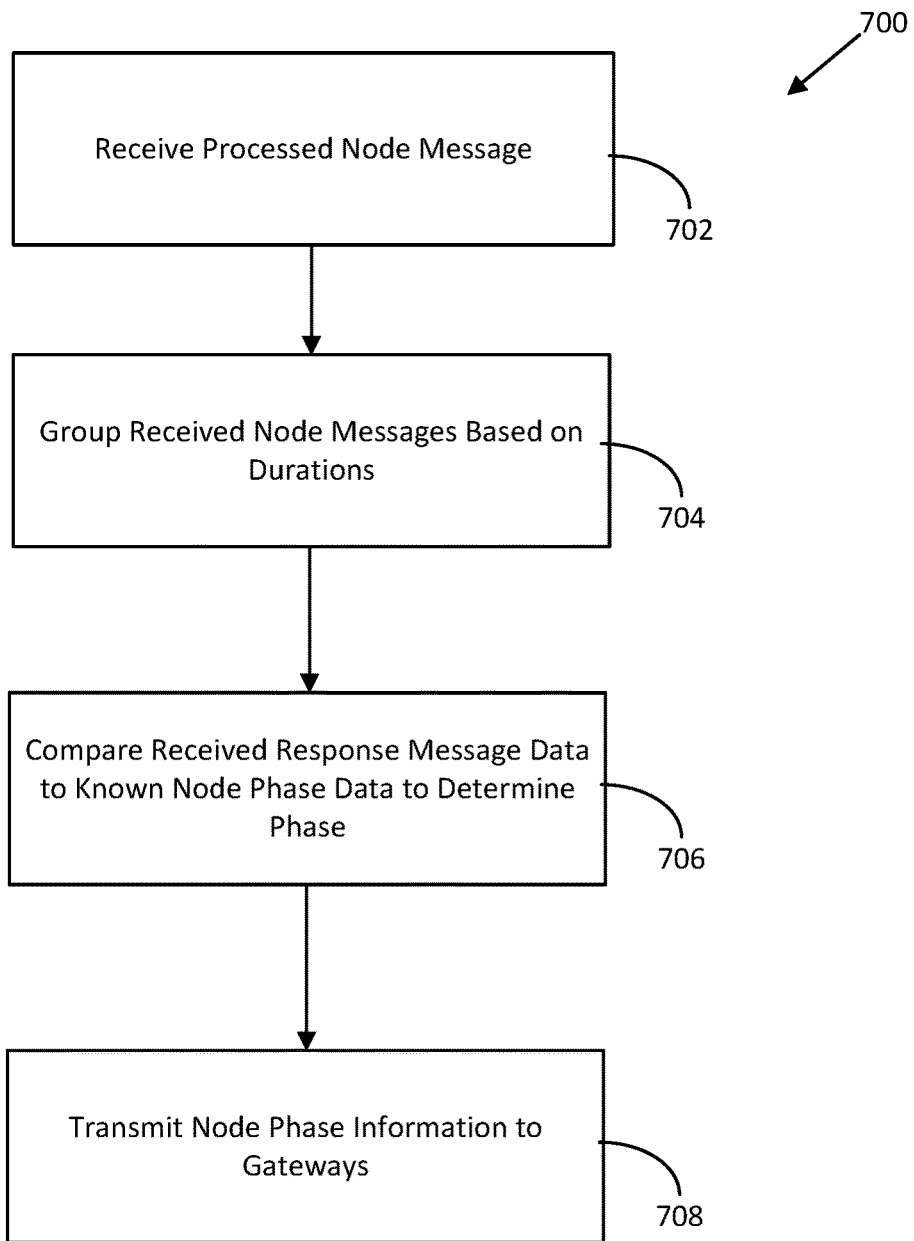 700
Receive Processed Node Message
702
Group Received Node Messages Based on
Durations
704
Compare Received Response Message Data
to Known Node Phase Data to Determine
Phase
706
Transmit Node Phase Information to
Gateways
708